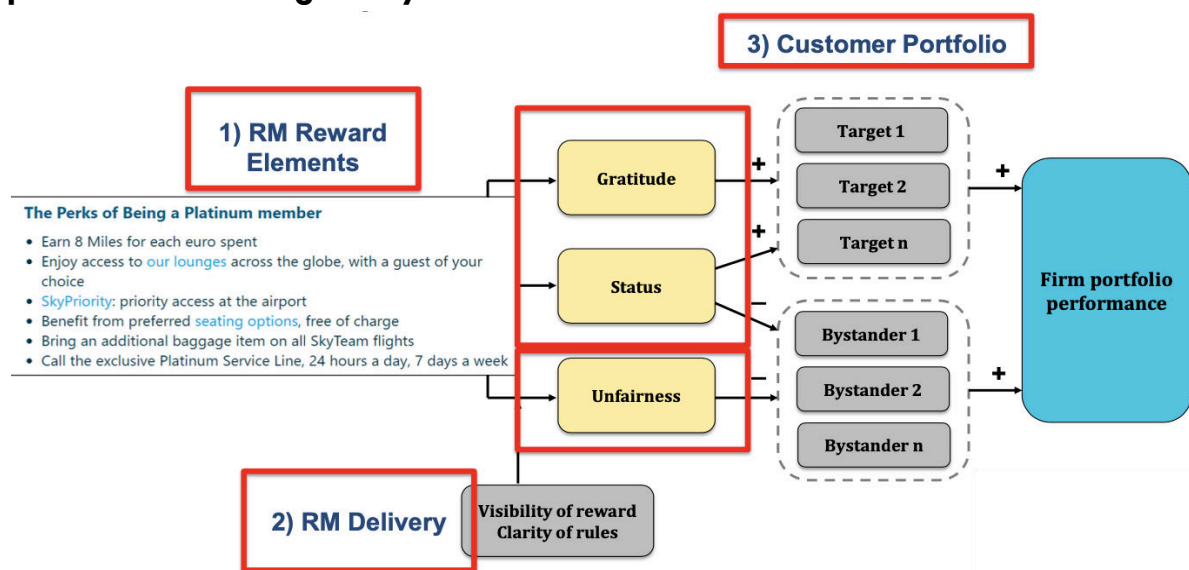 3) Customer Portfolio
1) RM Reward
Elements
The Perks of Being a Platinum member
• Earn 8 Miles for each euro spent
• Enjoy access to our lounges across the globe, with a guest of your
choice
• SkyPriority: priority access at the airport
• Benefit from preferred seating options, free of charge
• Bring an additional baggage item on all SkyTeam flights
• Call the exclusive Platinum Service Line, 24 hours a day, 7 days a week
Gratitude
+
Status
+
–
Unfairness
–
Target 1
Target 2
Target n
+
Bystander 1
Bystander 2
Bystander n
+
Firm portfolio
performance
2) RM Delivery
Visibility of reward
Clarity of rules